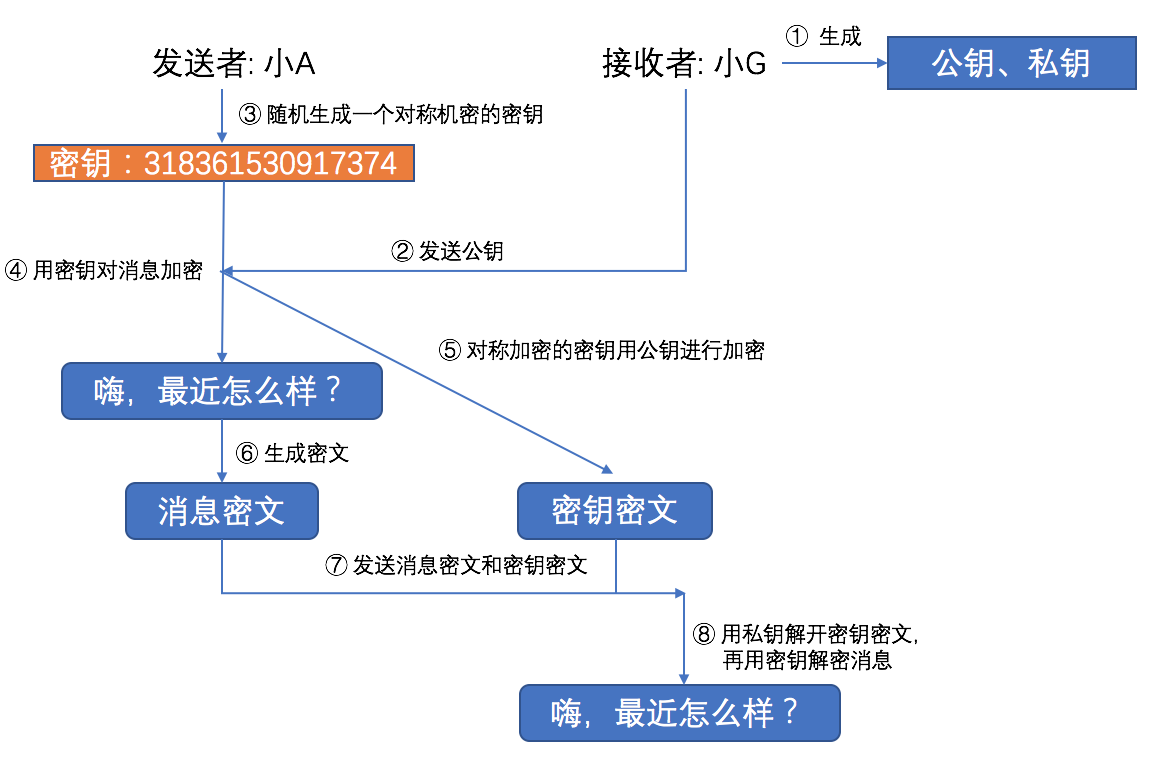 发送者: 小A
接收者: 小G
① 生成
公钥、私钥
③ 随机生成一个对称机密的密钥
密钥：318361530917374
② 发送公钥
④ 用密钥对消息加密
⑤ 对称加密的密钥用公钥进行加密
嗨，最近怎么样？
⑥ 生成密文
消息密文
密钥密文
⑦ 发送消息密文和密钥密文
⑧ 用私钥解开密钥密文，
再用密钥解密消息
嗨，最近怎么样？